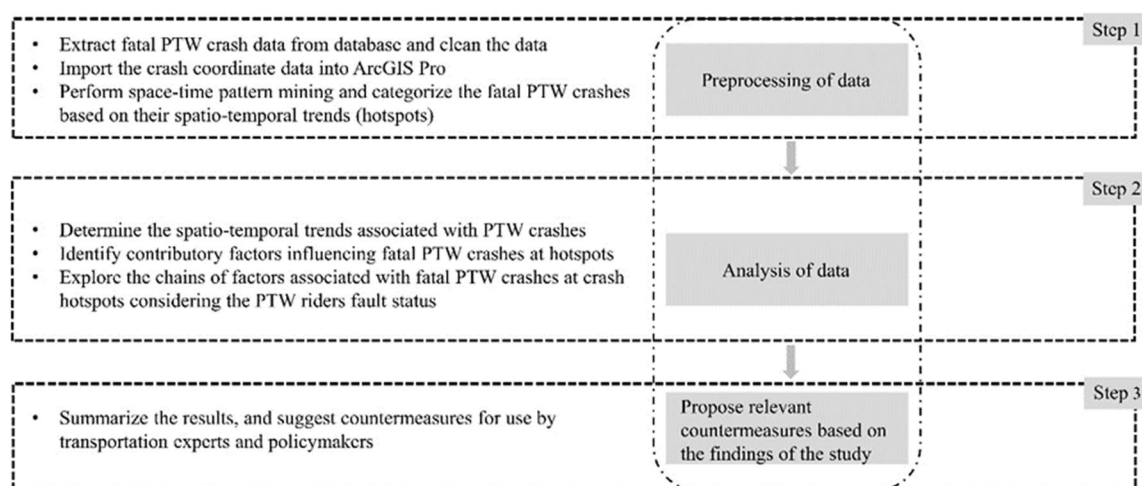 Step 1
• Extract fatal PTW crash data from database and clean the data
• Import the crash coordinate data into ArcGIS Pro
• Perform space-time pattern mining and categorize the fatal PTW crashes
based on their spatio-temporal trends (hotspots)
Preprocessing of data
Step 2
• Determine the spatio-temporal trends associated with PTW crashes
• Identify contributory factors influencing fatal PTW crashes at hotspots
• Explore the chains of factors associated with fatal PTW crashes at crash
hotspots considering the PTW riders fault status
Analysis of data
Step 3
• Summarize the results, and suggest countermeasures for use by
transportation experts and policymakers
Propose relevant
countermeasures based on
the findings of the study